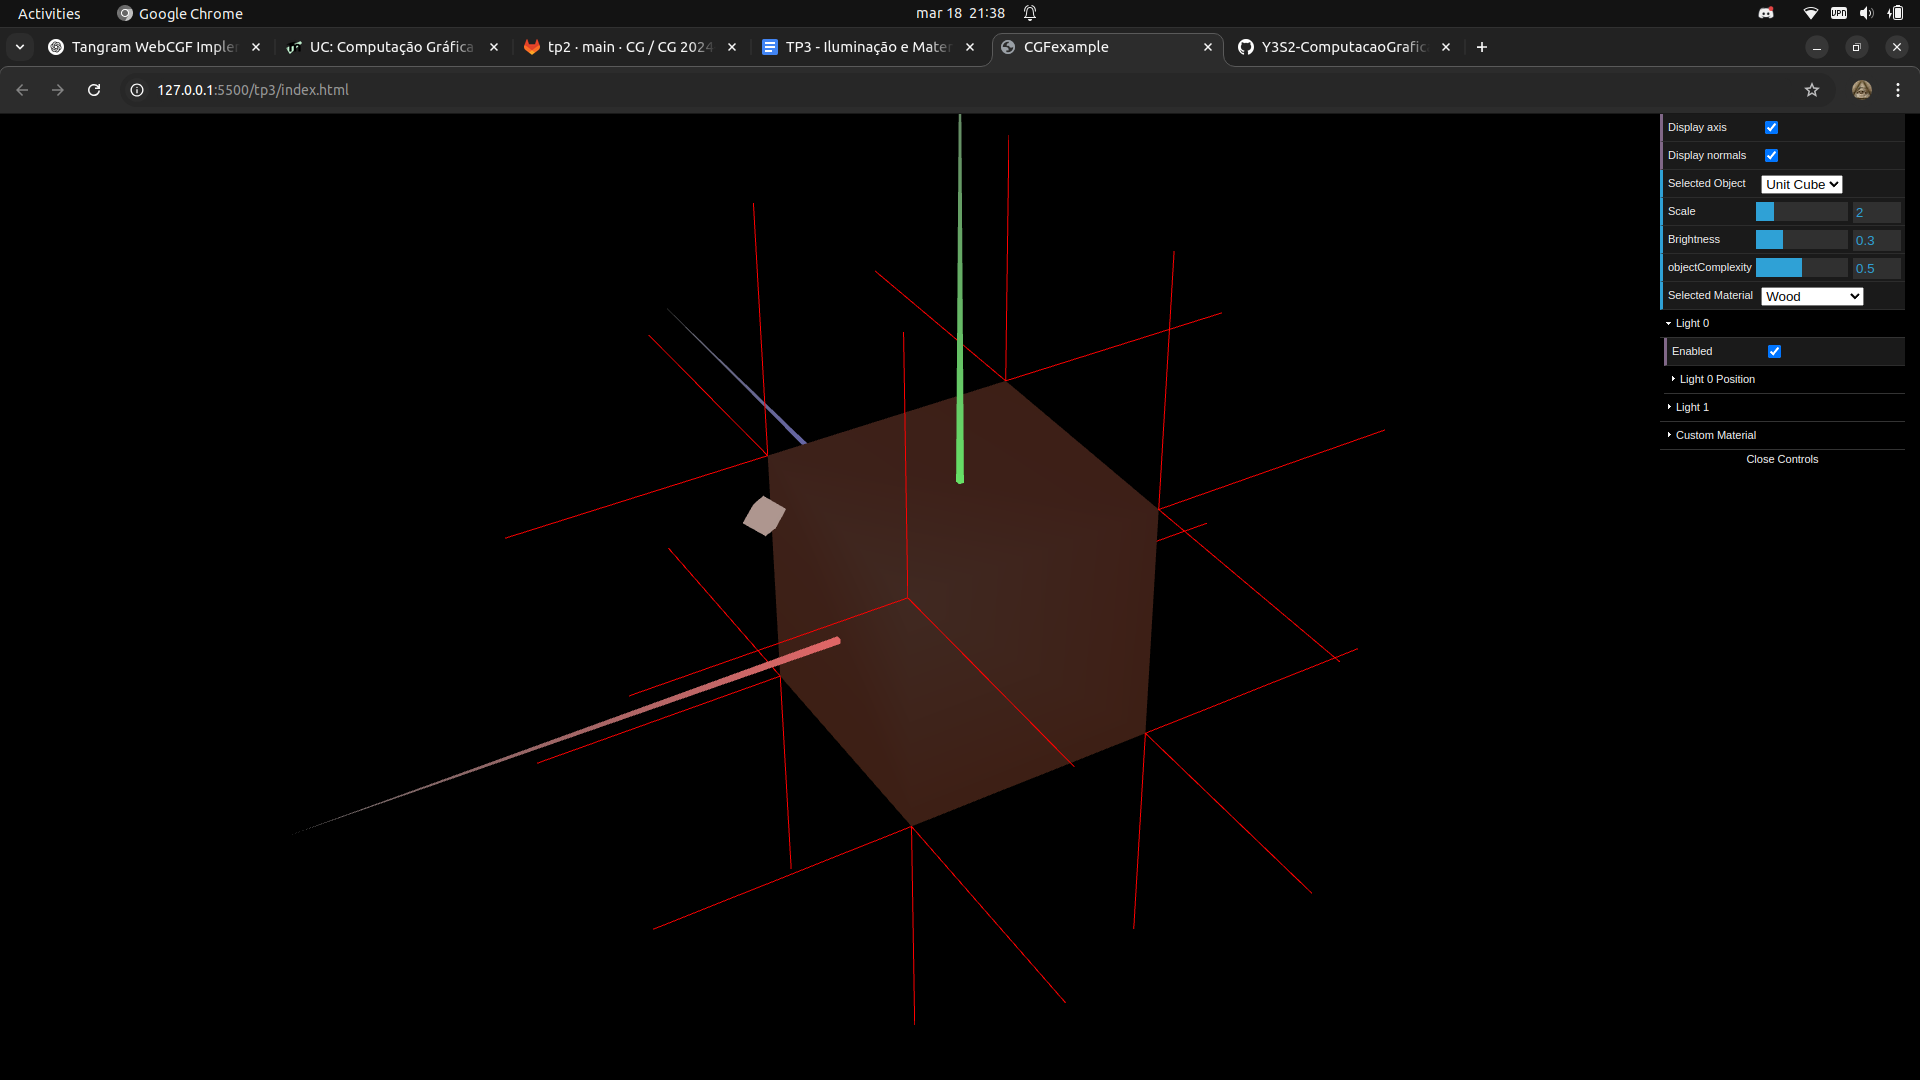 Activities Google Chrome mar 18 21:38
Tangram WebCGF Imple UC: Computação Gráfica tp2 · main · CG / CG 2024 TP3 - Iluminação e Mate CGFexample Y3S2-ComputacaoGrafic
127.0.0.1:5500/tp3/index.html
Display axis
Display normals
Selected Object Unit Cube
Scale 2
Brightness 0.3
objectComplexity 0.5
Selected Material Wood
Light 0
Enabled
Light 0 Position
Light 1
Custom Material
Close Controls